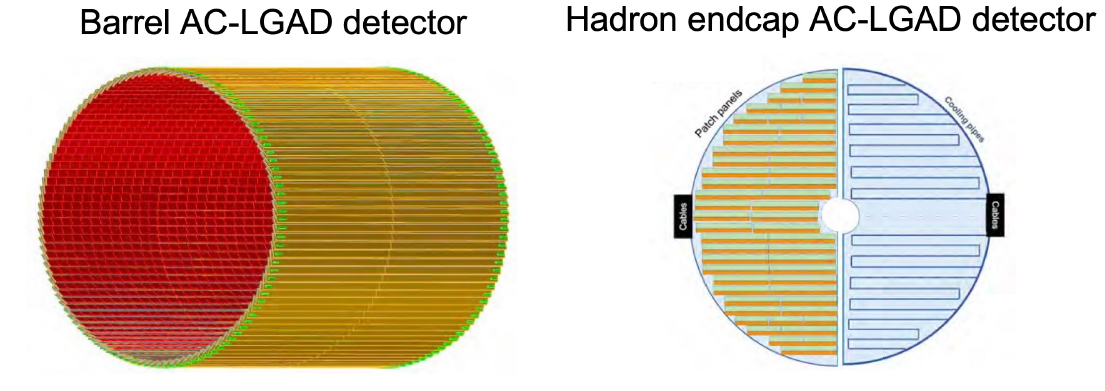 Barrel AC-LGAD detector
Hadron endcap AC-LGAD detector
Patch panels
Cooling pipes
Cables
Cables